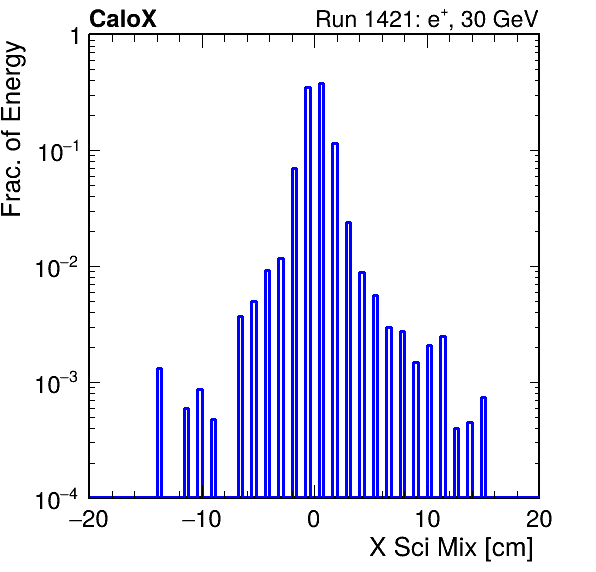 CaloX Run 1421: e⁺, 30 GeV
Frac. of Energy
1
10⁻¹
10⁻²
10⁻³
10⁻⁴
−20 −10 0 10 20
X Sci Mix [cm]